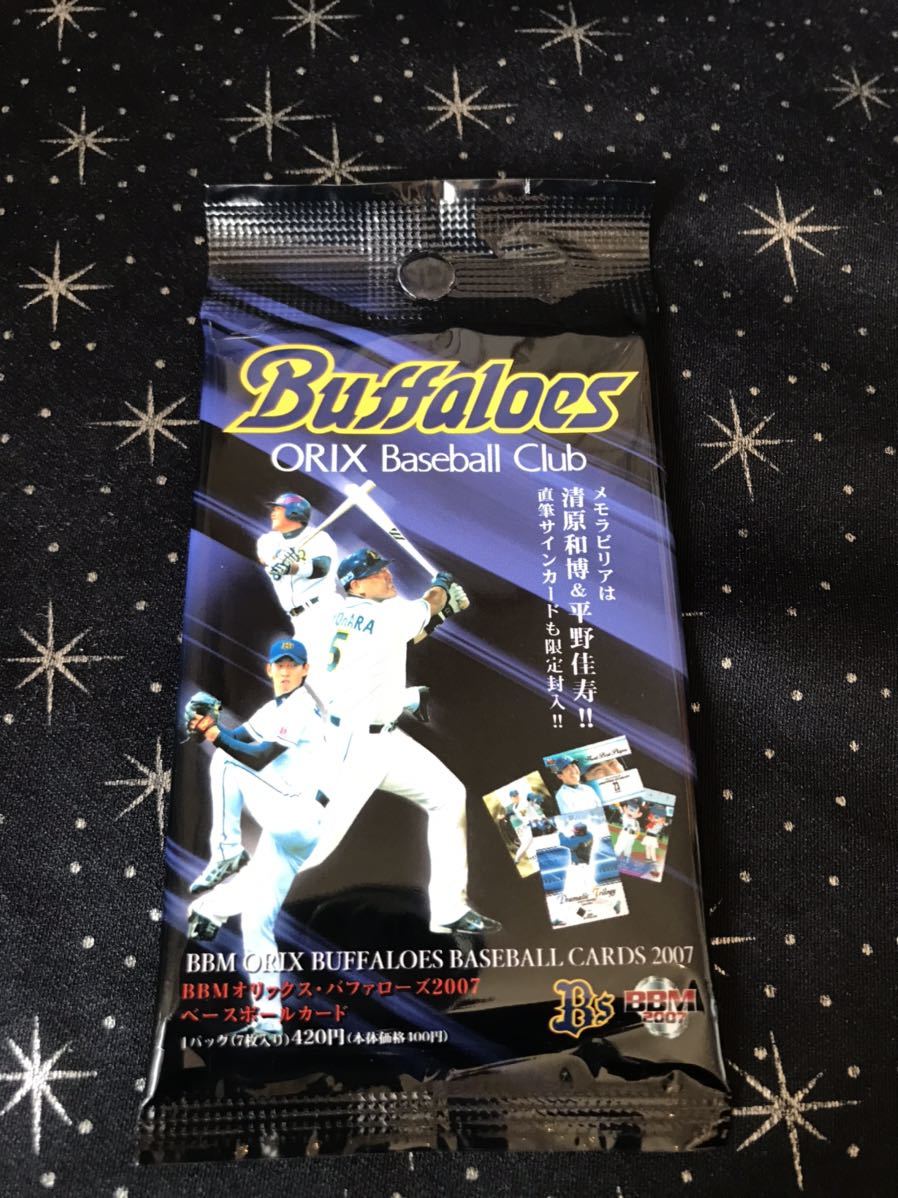 Buffaloes
ORIX Baseball Club
メモラビリアは
清原和博&平野佳寿!!
直筆サインカードも限定封入!!
5
Dramatic Trilogy
BBM ORIX BUFFALOES BASEBALL CARDS 2007
BBMオリックス・バファローズ2007
ベースボールカード
1パック(7枚入り)420円(本体価格400円)
Bs
BBM
2007